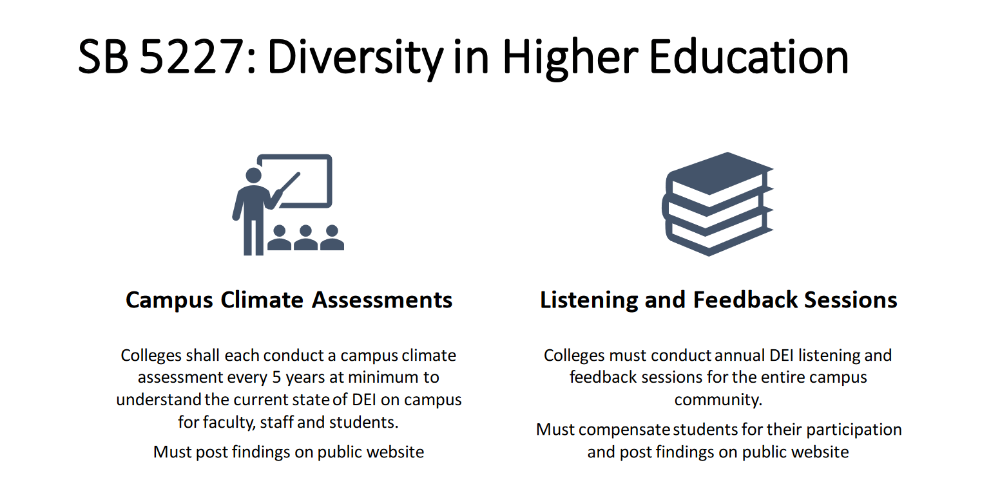 SB 5227: Diversity in Higher Education
Campus Climate Assessments
Colleges shall each conduct a campus climate
assessment every 5 years at minimum to
understand the current state of DEI on campus
for faculty, staff and students.
Must post findings on public website
Listening and Feedback Sessions
Colleges must conduct annual DEI listening and
feedback sessions for the entire campus
community.
Must compensate students for their participation
and post findings on public website